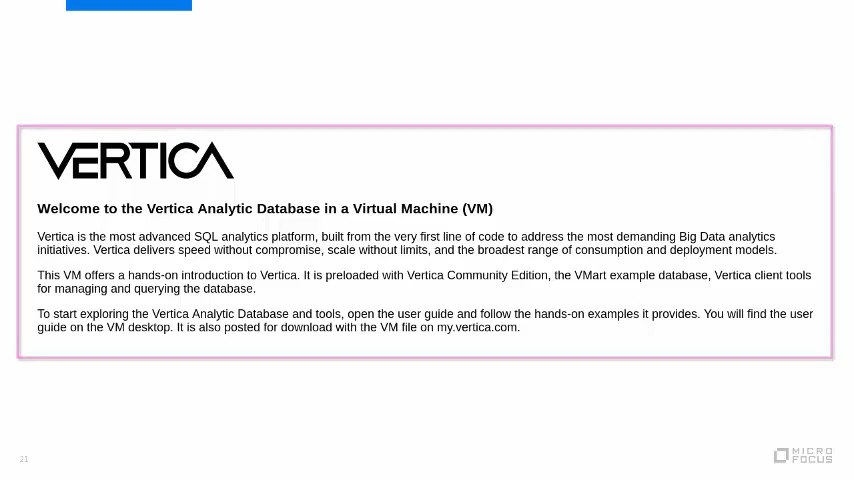 VERTICA
Welcome to the Vertica Analytic Database in a Virtual Machine (VM)
Vertica is the most advanced SQL analytics platform, built from the very first line of code to address the most demanding Big Data analytics
initiatives. Vertica delivers speed without compromise, scale without limits, and the broadest range of consumption and deployment models.
This VM offers a hands-on introduction to Vertica. It is preloaded with Vertica Community Edition, the VMart example database, Vertica client tools
for managing and querying the database.
To start exploring the Vertica Analytic Database and tools, open the user guide and follow the hands-on examples it provides. You will find the user
guide on the VM desktop. It is also posted for download with the VM file on my.vertica.com.
21
MICRO
FOCUS